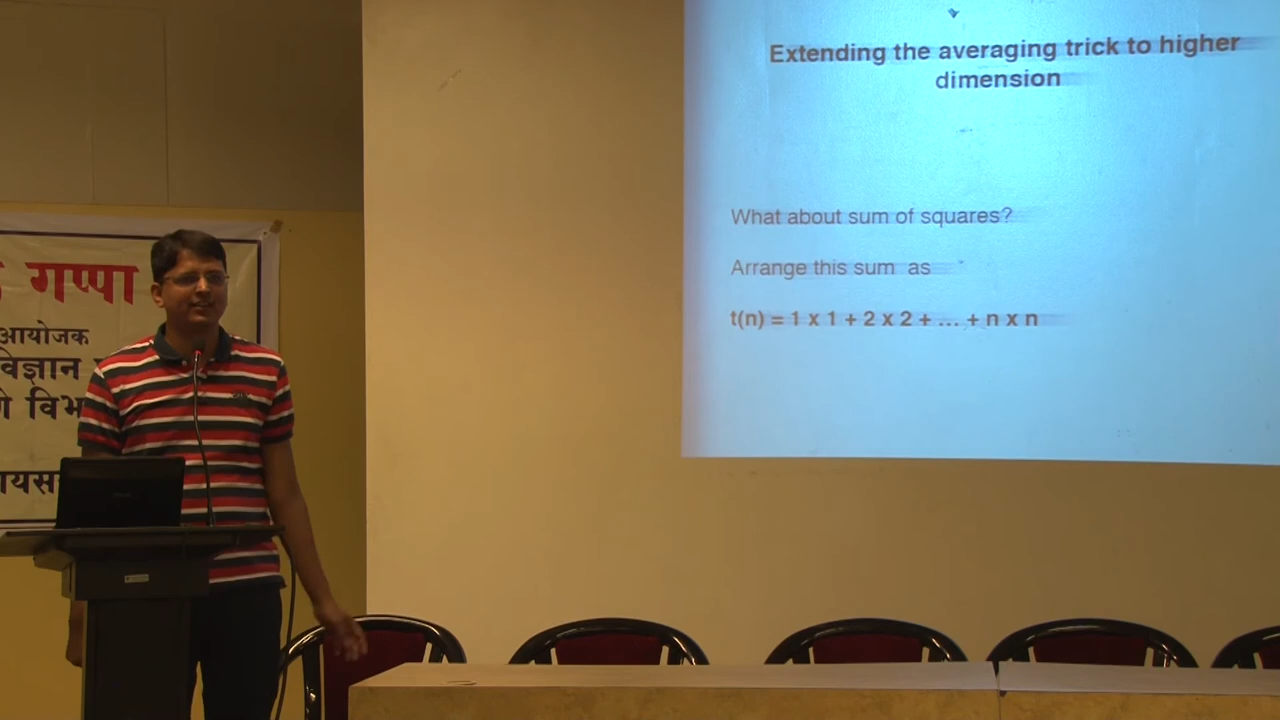 Extending the averaging trick to higher
dimension
What about sum of squares?
Arrange this sum as
t(n) = 1 x 1 + 2 x 2 + ... + n x n
गप्पा
आयोजक
विज्ञान